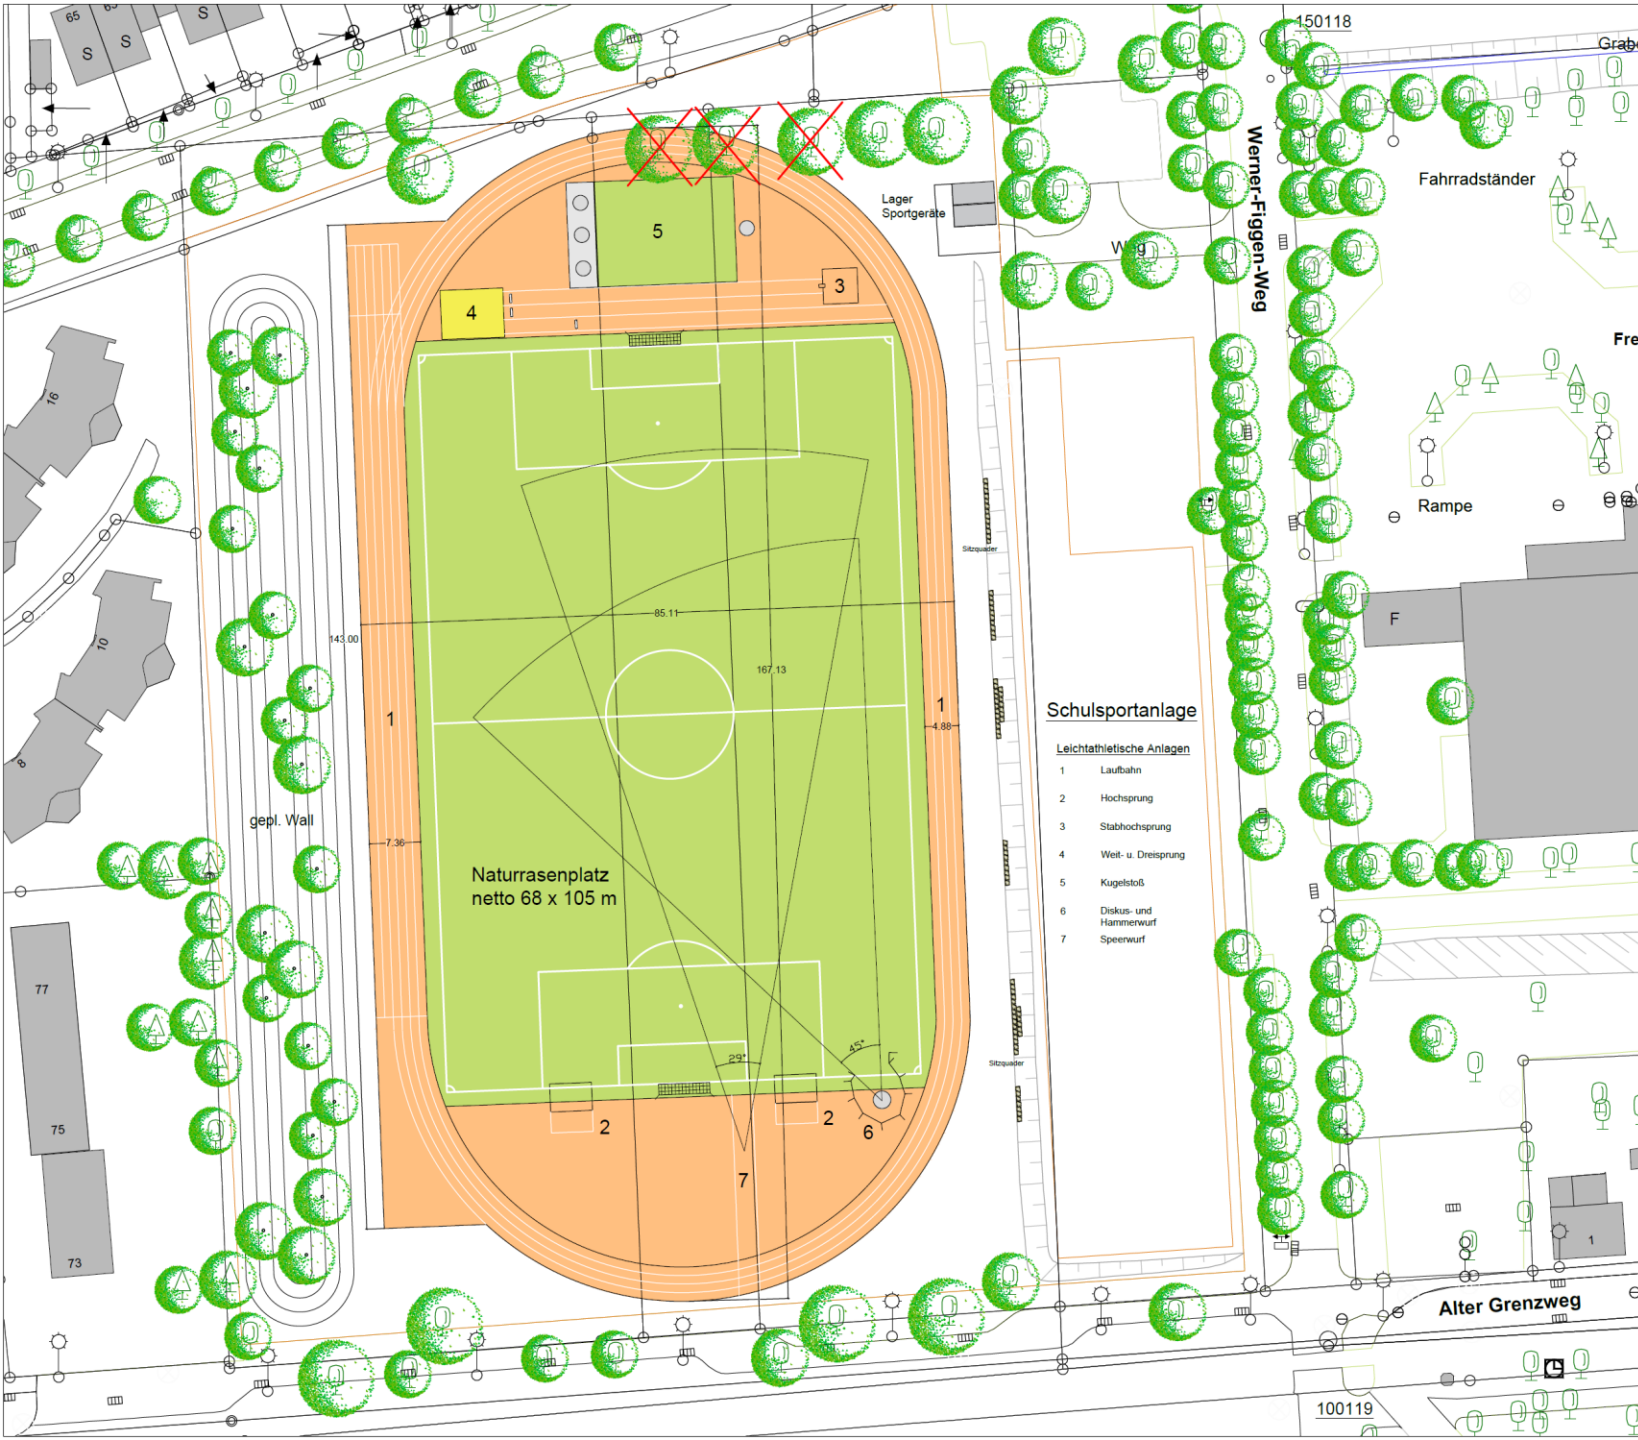 65
S
S
S
150118
Grabe
Fahrradständer
Werner-Figgen-Weg
Lager
Sportgeräte
Weg
5
3
4
Fre
16
Rampe
Sitzquader
85.11
143.00
F
10
167.13
1
1
4.88
Schulsportanlage
Leichtathletische Anlagen
1 Laufbahn
2 Hochsprung
3 Stabhochsprung
4 Weit- u. Dreisprung
5 Kugelstoß
6 Diskus- und
Hammerwurf
7 Speerwurf
8
gepl. Wall
7.36
Naturrasenplatz
netto 68 x 105 m
77
29°
45°
Sitzquader
75
2
2
6
7
73
1
Alter Grenzweg
100119